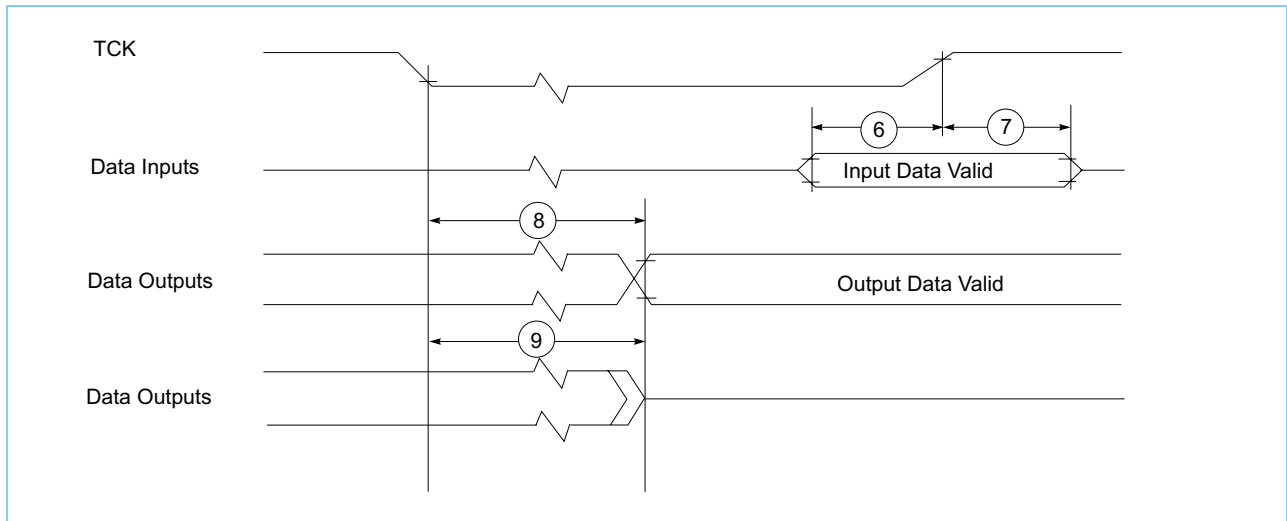 TCK
6
7
Data Inputs
Input Data Valid
8
Data Outputs
Output Data Valid
9
Data Outputs